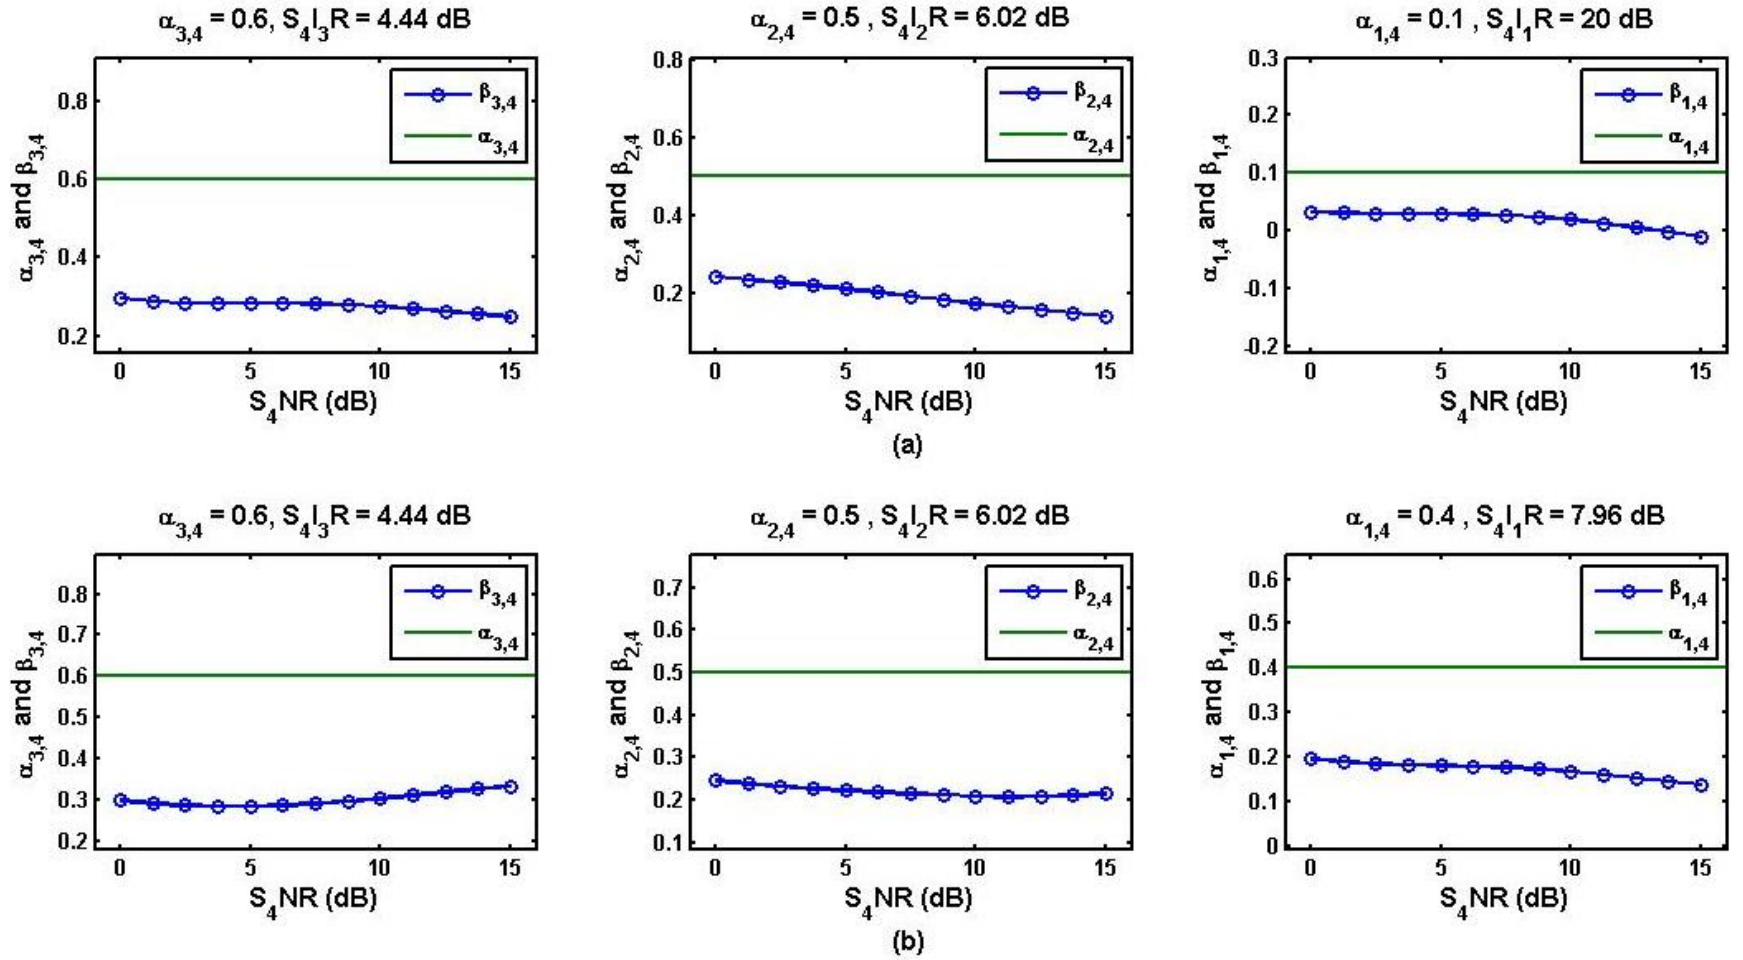 α3,4 = 0.6, S4I3R = 4.44 dB
α3,4 and β3,4
0.8
0.6
0.4
0.2
0 5 10 15
S4NR (dB)
β3,4
α3,4
α2,4 = 0.5 , S4I2R = 6.02 dB
α2,4 and β2,4
0.8
0.6
0.4
0.2
0 5 10 15
S4NR (dB)
β2,4
α2,4
α1,4 = 0.1 , S4I1R = 20 dB
α1,4 and β1,4
0.3
0.2
0.1
0
-0.1
-0.2
0 5 10 15
S4NR (dB)
β1,4
α1,4
(a)
α3,4 = 0.6, S4I3R = 4.44 dB
α3,4 and β3,4
0.8
0.7
0.6
0.5
0.4
0.3
0.2
0 5 10 15
S4NR (dB)
β3,4
α3,4
α2,4 = 0.5 , S4I2R = 6.02 dB
α2,4 and β2,4
0.7
0.6
0.5
0.4
0.3
0.2
0.1
0 5 10 15
S4NR (dB)
β2,4
α2,4
α1,4 = 0.4 , S4I1R = 7.96 dB
α1,4 and β1,4
0.6
0.5
0.4
0.3
0.2
0.1
0
0 5 10 15
S4NR (dB)
β1,4
α1,4
(b)